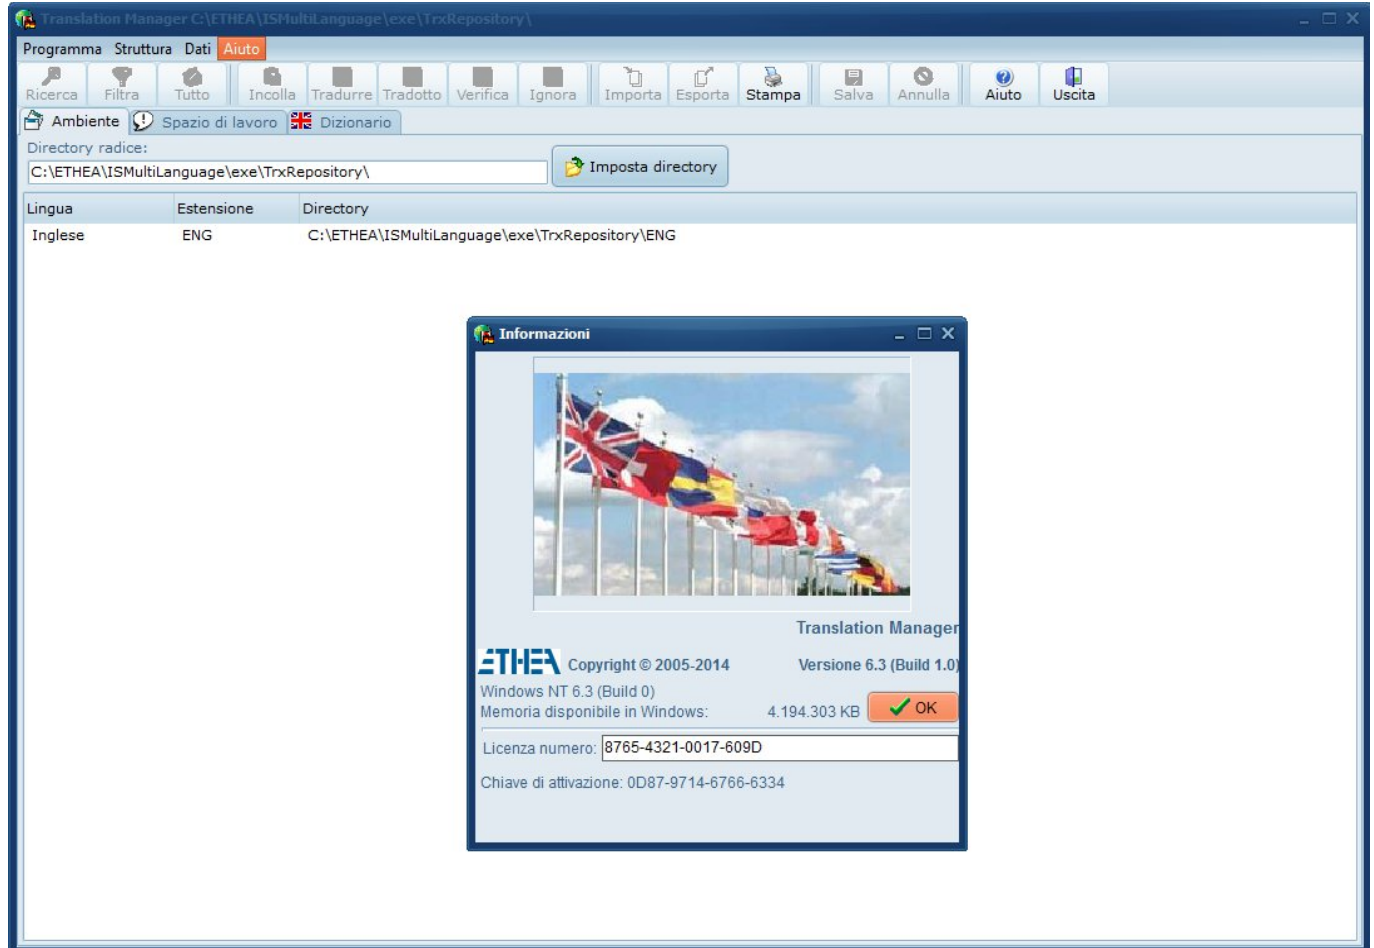 Translation Manager C:\ETHEA\ISMultiLanguage\exe\TrxRepository\
Programma Struttura Dati Aiuto
Ricerca Filtra Tutto Incolla Tradurre Tradotto Verifica Ignora Importa Esporta Stampa Salva Annulla Aiuto Uscita
Ambiente Spazio di lavoro Dizionario
Directory radice:
C:\ETHEA\ISMultiLanguage\exe\TrxRepository\ Imposta directory
Lingua Estensione Directory
Inglese ENG C:\ETHEA\ISMultiLanguage\exe\TrxRepository\ENG
Informazioni
Translation Manager
ETHEA Copyright © 2005-2014 Versione 6.3 (Build 1.0)
Windows NT 6.3 (Build 0)
Memoria disponibile in Windows: 4.194.303 KB OK
Licenza numero: 8765-4321-0017-609D
Chiave di attivazione: 0D87-9714-6766-6334